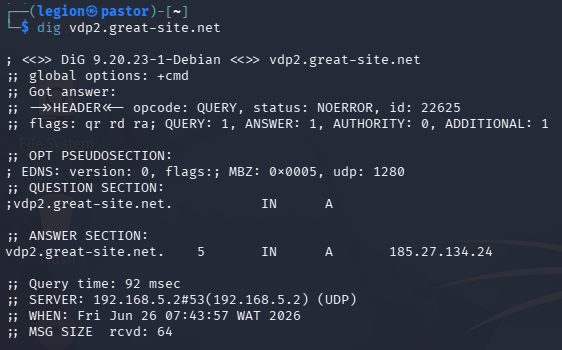 ┌──(legion㉿pastor)-[~]
└─$ dig vdp2.great-site.net
; <<>> DiG 9.20.23-1-Debian <<>> vdp2.great-site.net
;; global options: +cmd
;; Got answer:
;; ->>HEADER<<- opcode: QUERY, status: NOERROR, id: 22625
;; flags: qr rd ra; QUERY: 1, ANSWER: 1, AUTHORITY: 0, ADDITIONAL: 1
;; OPT PSEUDOSECTION:
; EDNS: version: 0, flags:; MBZ: 0x0005, udp: 1280
;; QUESTION SECTION:
;vdp2.great-site.net. IN A
;; ANSWER SECTION:
vdp2.great-site.net. 5 IN A 185.27.134.24
;; Query time: 92 msec
;; SERVER: 192.168.5.2#53(192.168.5.2) (UDP)
;; WHEN: Fri Jun 26 07:43:57 WAT 2026
;; MSG SIZE rcvd: 64